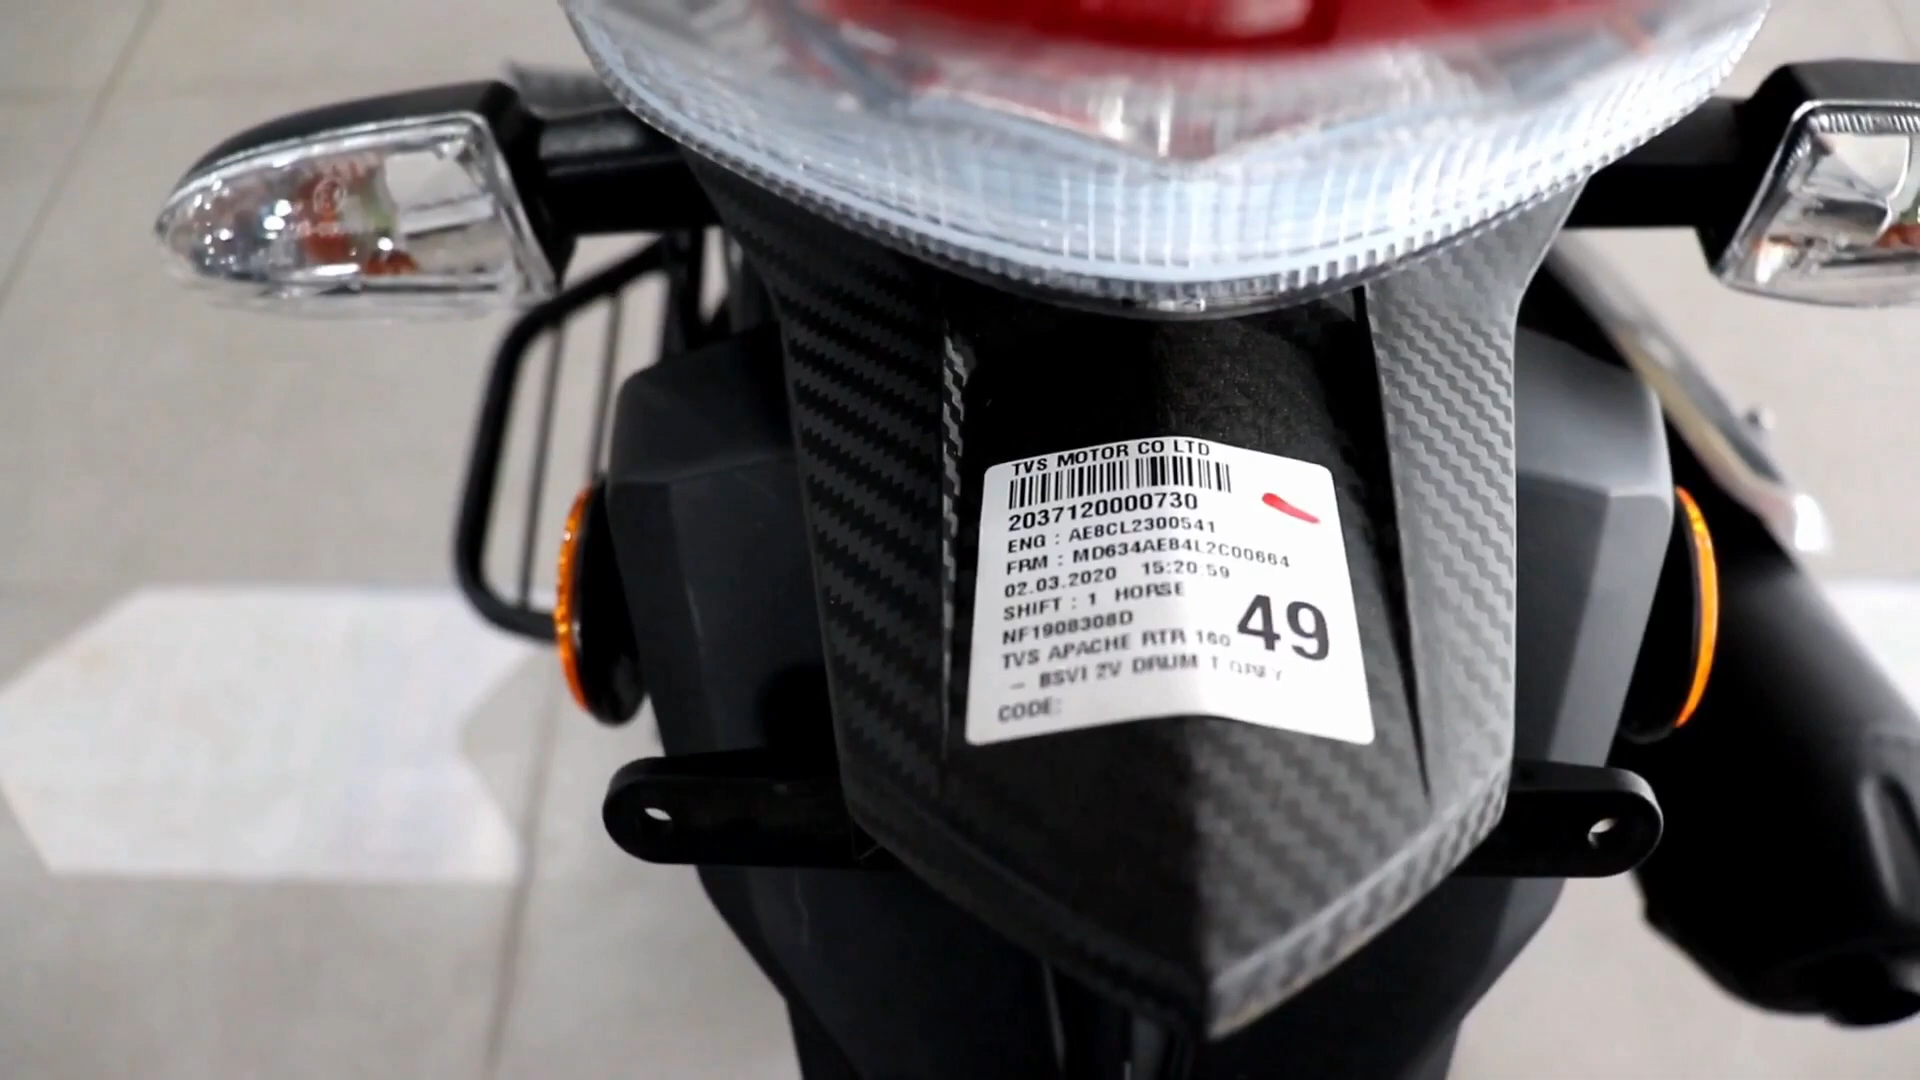 TVS MOTOR CO LTD
2037120000730
ENG : AE8CL2300541
FRM : MD634AE84L2C00664
02.03.2020 15:20:59
SHIFT : 1 HORSE
NF1908308D
49
TVS APACHE RTR 160
- BSVI 2V DRUM
CODE: